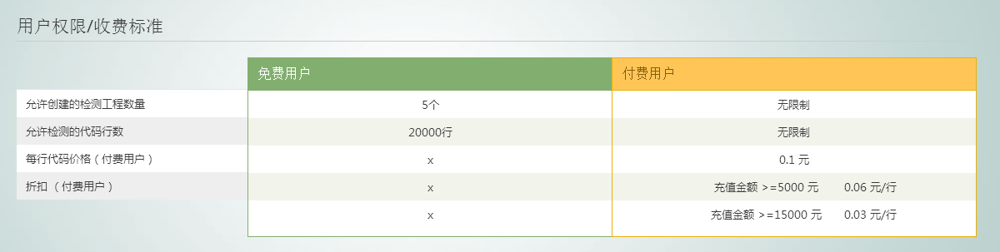 用户权限/收费标准
免费用户 付费用户
允许创建的检测工程数量 5个 无限制
允许检测的代码行数 20000行 无限制
每行代码价格（付费用户） x 0.1 元
折扣 （付费用户） x 充值金额 >=5000 元 0.06 元/行
x 充值金额 >=15000 元 0.03 元/行